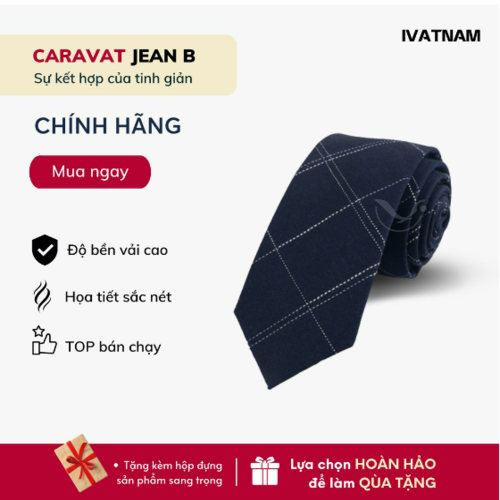 IVATNAM
CARAVAT JEAN B
Sự kết hợp của tinh giản
CHÍNH HÃNG
Mua ngay
Độ bền vải cao
Họa tiết sắc nét
TOP bán chạy
• Tặng kèm hộp đựng
sản phẩm sang trọng
Lựa chọn HOÀN HẢO
để làm QÙA TẶNG